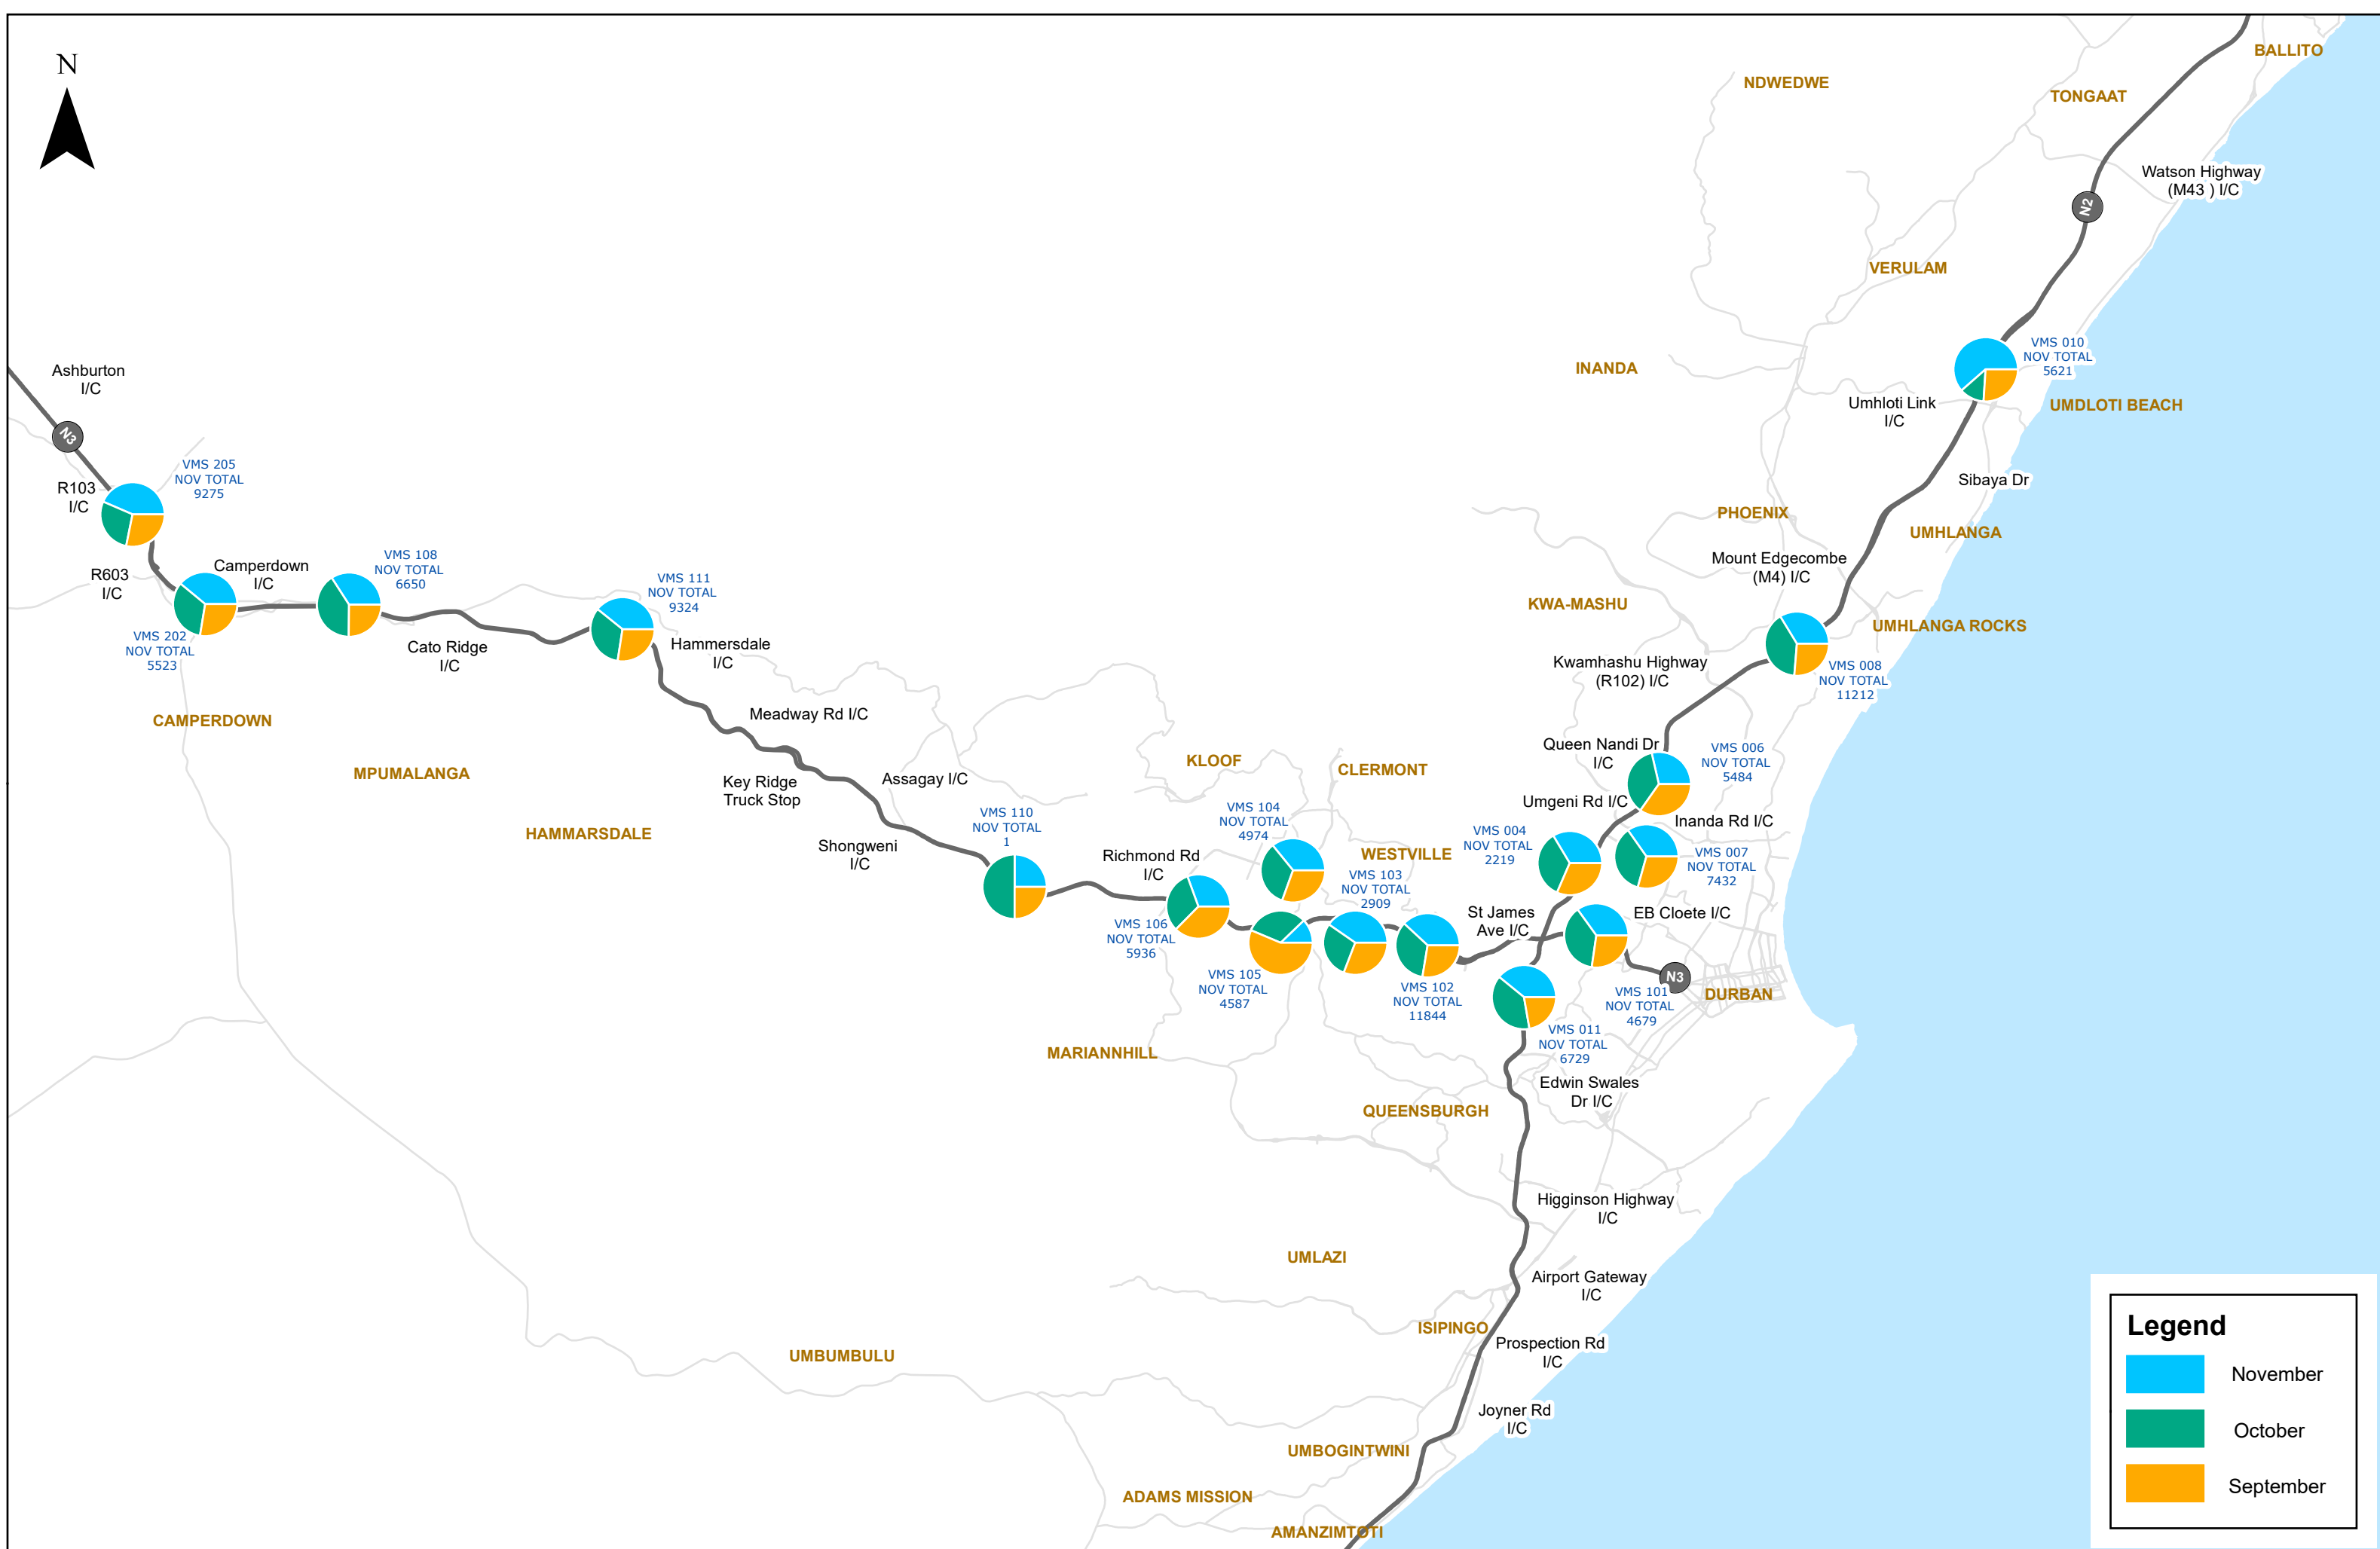 N
BALLITO
NDWEDWE
TONGAAT
Watson Highway
(M43 ) I/C
N2
VERULAM
VMS 010
NOV TOTAL
5621
INANDA
Ashburton
I/C
Umhloti Link
I/C
UMDLOTI BEACH
N3
VMS 205
NOV TOTAL
9275
R103
I/C
Sibaya Dr
PHOENIX
UMHLANGA
Mount Edgecombe
(M4) I/C
VMS 108
NOV TOTAL
6650
Camperdown
I/C
R603
I/C
VMS 111
NOV TOTAL
9324
KWA-MASHU
UMHLANGA ROCKS
VMS 202
NOV TOTAL
5523
Cato Ridge
I/C
Hammersdale
I/C
Kwamhashu Highway
(R102) I/C
VMS 008
NOV TOTAL
11212
CAMPERDOWN
Meadway Rd I/C
MPUMALANGA
Key Ridge
Truck Stop
Assagay I/C
KLOOF
CLERMONT
Queen Nandi Dr
I/C
VMS 006
NOV TOTAL
5484
Umgeni Rd I/C
Inanda Rd I/C
HAMMARSDALE
Shongweni
I/C
VMS 110
NOV TOTAL
1
VMS 104
NOV TOTAL
4974
WESTVILLE
VMS 004
NOV TOTAL
2219
VMS 007
NOV TOTAL
7432
Richmond Rd
I/C
VMS 103
NOV TOTAL
2909
St James
Ave I/C
EB Cloete I/C
VMS 106
NOV TOTAL
5936
VMS 105
NOV TOTAL
4587
VMS 102
NOV TOTAL
11844
N3
VMS 101
NOV TOTAL
4679
DURBAN
VMS 011
NOV TOTAL
6729
MARIANNHILL
Edwin Swales
Dr I/C
QUEENSBURGH
Higginson Highway
I/C
UMLAZI
Airport Gateway
I/C
ISIPINGO
Prospection Rd
I/C
UMBUMBULU
Joyner Rd
I/C
UMBOGINTWINI
ADAMS MISSION
AMANZIMTOTI
Legend
November
October
September